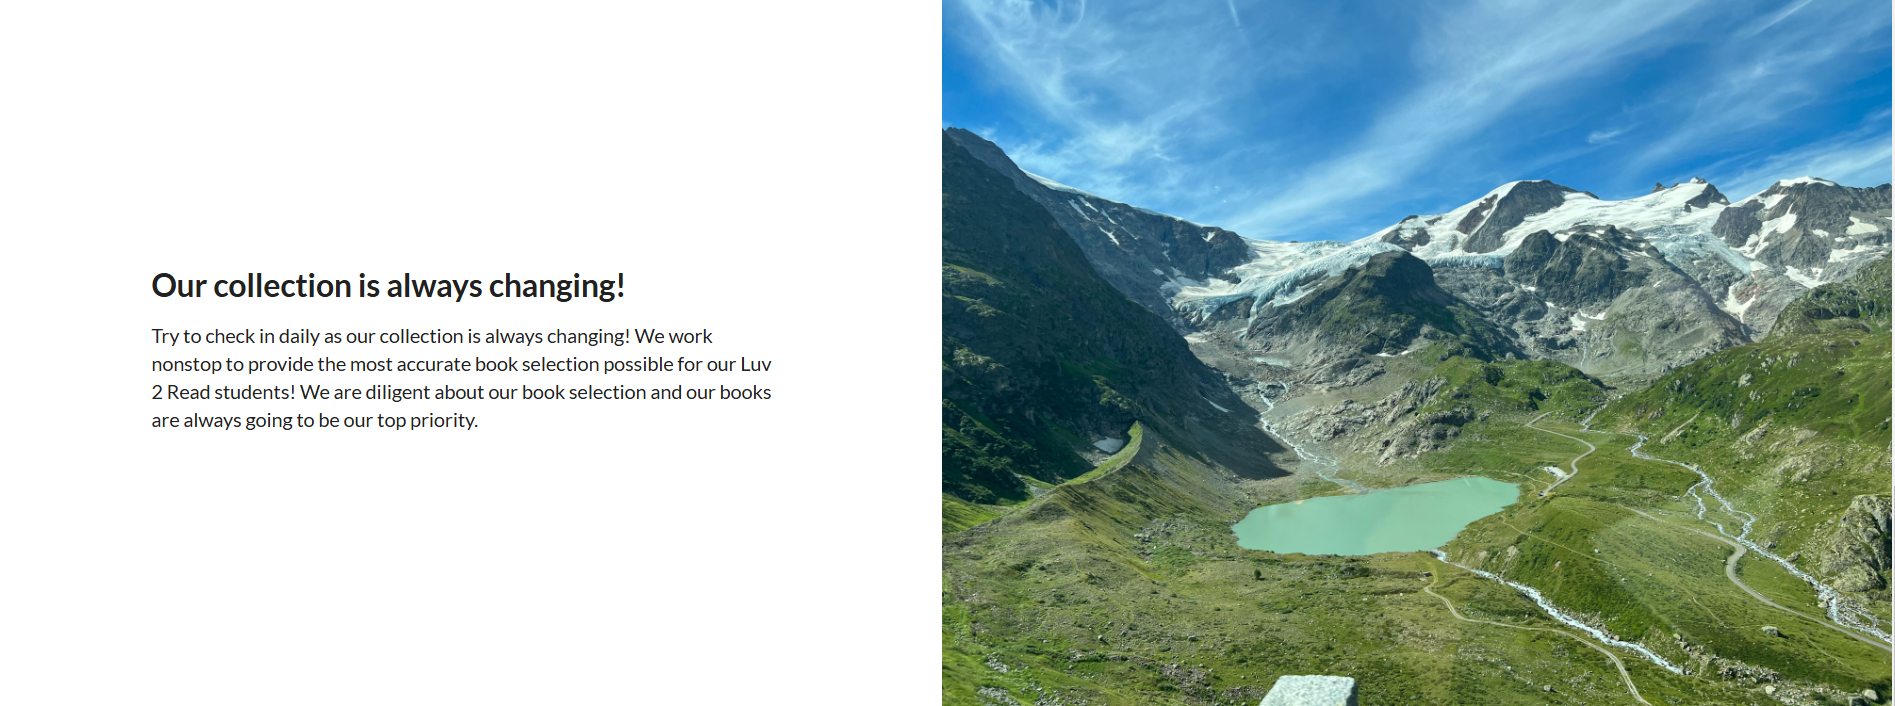 Our collection is always changing!
Try to check in daily as our collection is always changing! We work
nonstop to provide the most accurate book selection possible for our Luv
2 Read students! We are diligent about our book selection and our books
are always going to be our top priority.